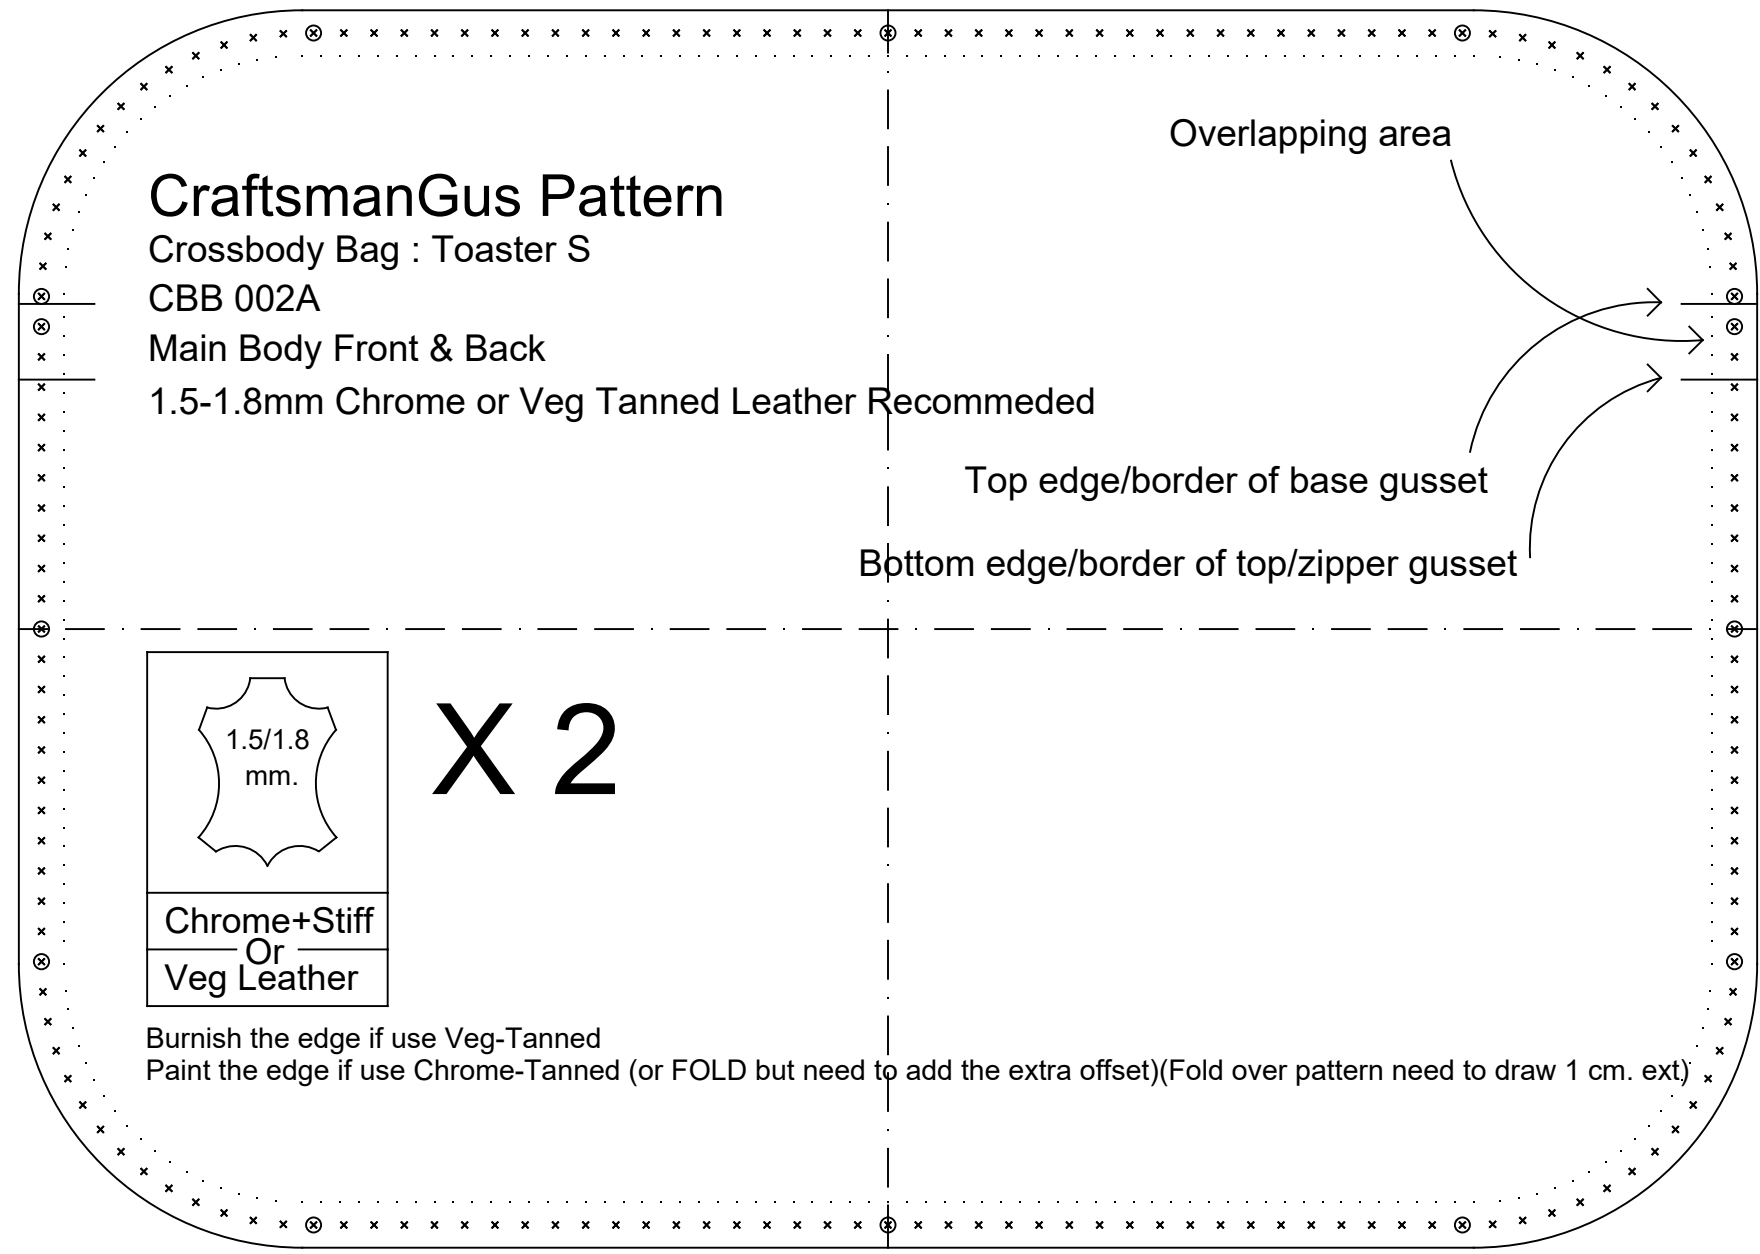 CraftsmanGus Pattern
Crossbody Bag : Toaster S
CBB 002A
Main Body Front & Back
1.5-1.8mm Chrome or Veg Tanned Leather Recommeded
Overlapping area
Top edge/border of base gusset
Bottom edge/border of top/zipper gusset
1.5/1.8
mm.
X 2
Chrome+Stiff
Or
Veg Leather
Burnish the edge if use Veg-Tanned
Paint the edge if use Chrome-Tanned (or FOLD but need to add the extra offset)(Fold over pattern need to draw 1 cm. ext)